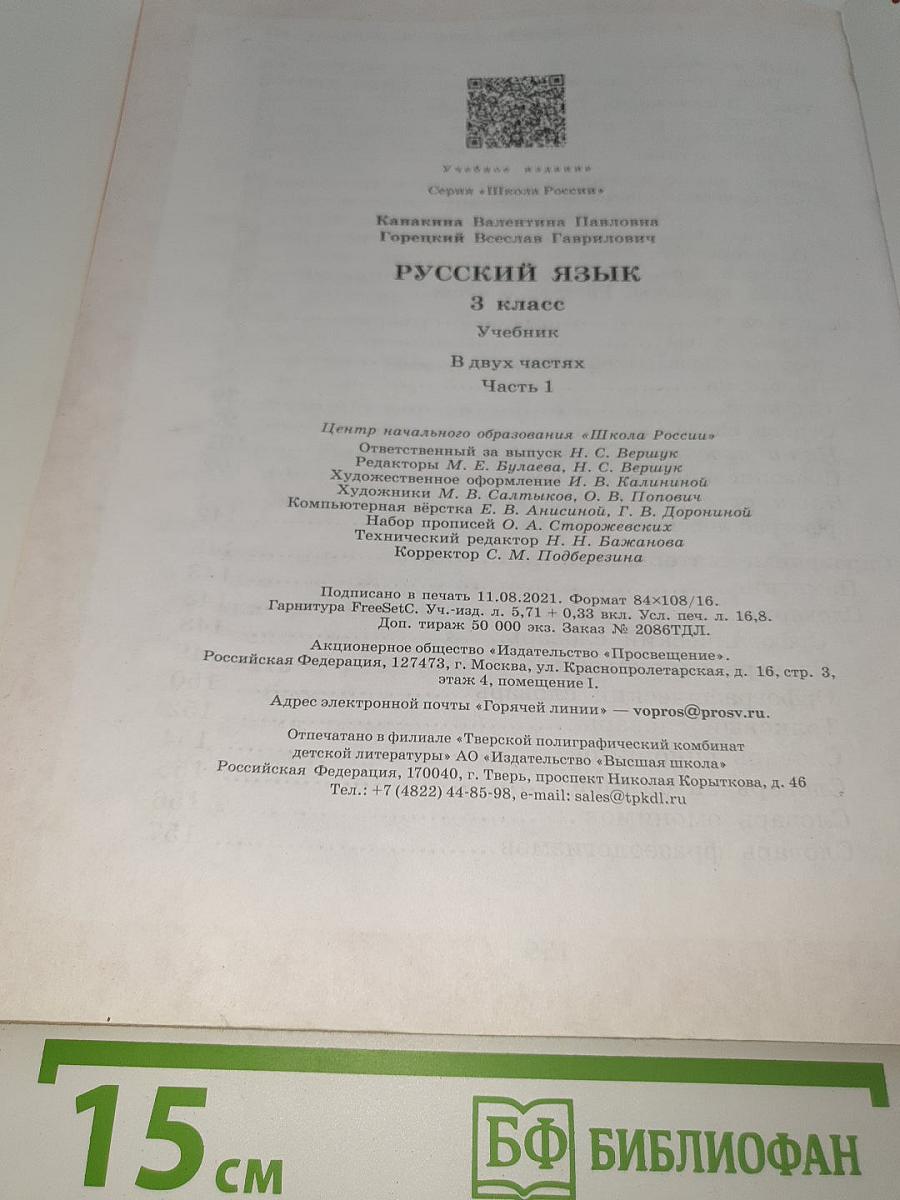 Учебное издание
Серия «Школа России»
Канакина Валентина Павловна
Горецкий Всеслав Гаврилович
РУССКИЙ ЯЗЫК
3 класс
Учебник
В двух частях
Часть 1
Центр начального образования «Школа России»
Ответственный за выпуск Н. С. Вершук
Редакторы М. Е. Булаева, Н. С. Вершук
Художественное оформление И. В. Калининой
Художники М. В. Салтыков, О. В. Попович
Компьютерная вёрстка Е. В. Анисиной, Г. В. Дорониной
Набор прописей О. А. Сторожевских
Технический редактор Н. Н. Бажанова
Корректор С. М. Подберезина
Подписано в печать 11.08.2021. Формат 84×108/16.
Гарнитура FreeSetC. Уч.-изд. л. 5,71 + 0,33 вкл. Усл. печ. л. 16,8.
Доп. тираж 50 000 экз. Заказ № 2086ТДЛ.
Акционерное общество «Издательство «Просвещение».
Российская Федерация, 127473, г. Москва, ул. Краснопролетарская, д. 16, стр. 3,
этаж 4, помещение I.
Адрес электронной почты «Горячей линии» — vopros@prosv.ru.
Отпечатано в филиале «Тверской полиграфический комбинат
детской литературы» АО «Издательство «Высшая школа»
Российская Федерация, 170040, г. Тверь, проспект Николая Корыткова, д. 46
Тел.: +7 (4822) 44-85-98, e-mail: sales@tpkdl.ru
15 см
БФ БИБЛИОФАН